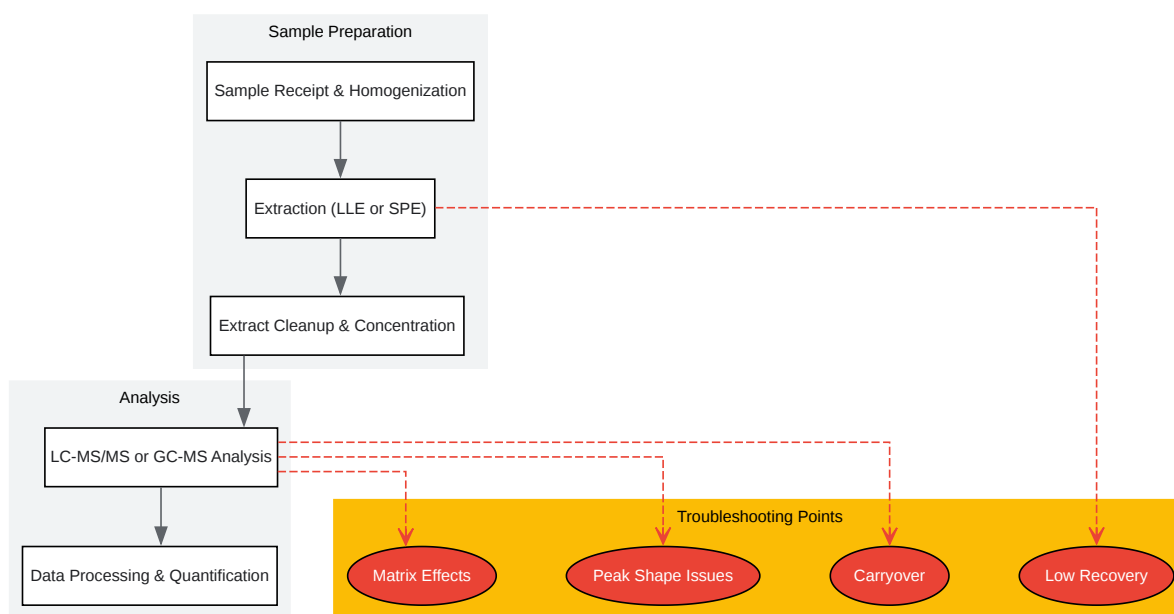 Sample Preparation
Sample Receipt & Homogenization
Extraction (LLE or SPE)
Extract Cleanup & Concentration
Analysis
LC-MS/MS or GC-MS Analysis
Data Processing & Quantification
Troubleshooting Points
Matrix Effects
Peak Shape Issues
Carryover
Low Recovery